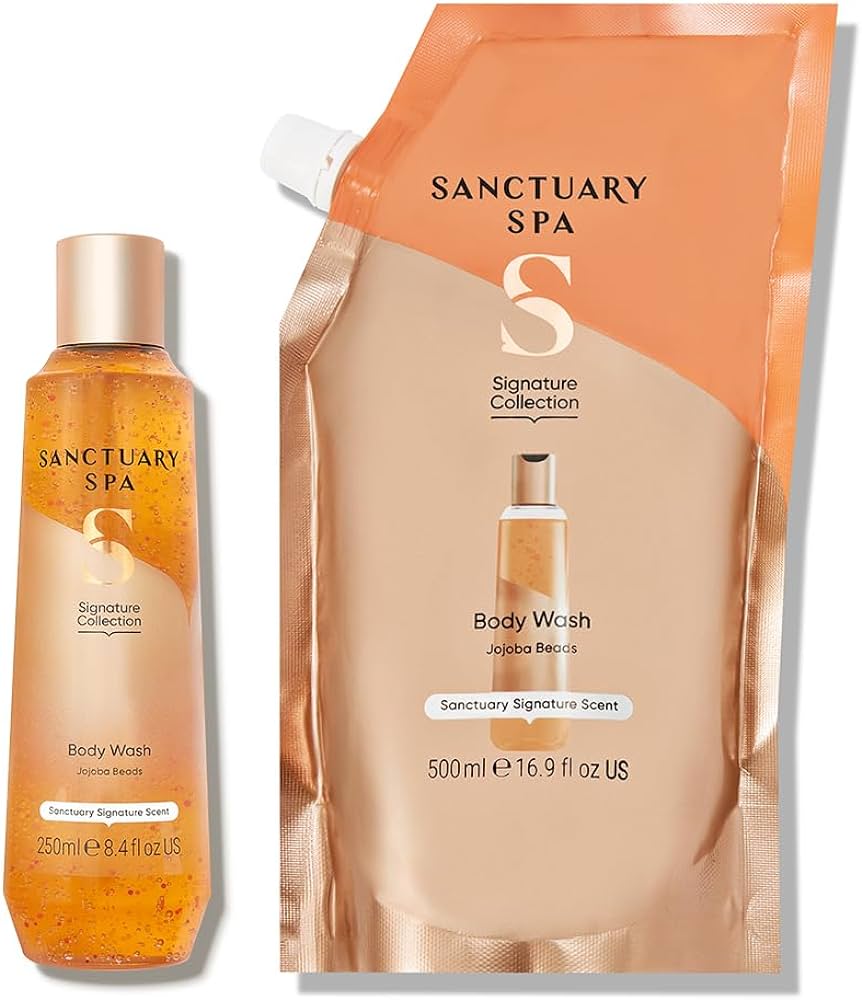 SANCTUARY
SPA
S
Signature
Collection
Body Wash
Jojoba Beads
Sanctuary Signature Scent
250ml e 8.4 fl oz US
SANCTUARY
SPA
S
Signature
Collection
Body Wash
Jojoba Beads
Sanctuary Signature Scent
500ml e 16.9 fl oz US